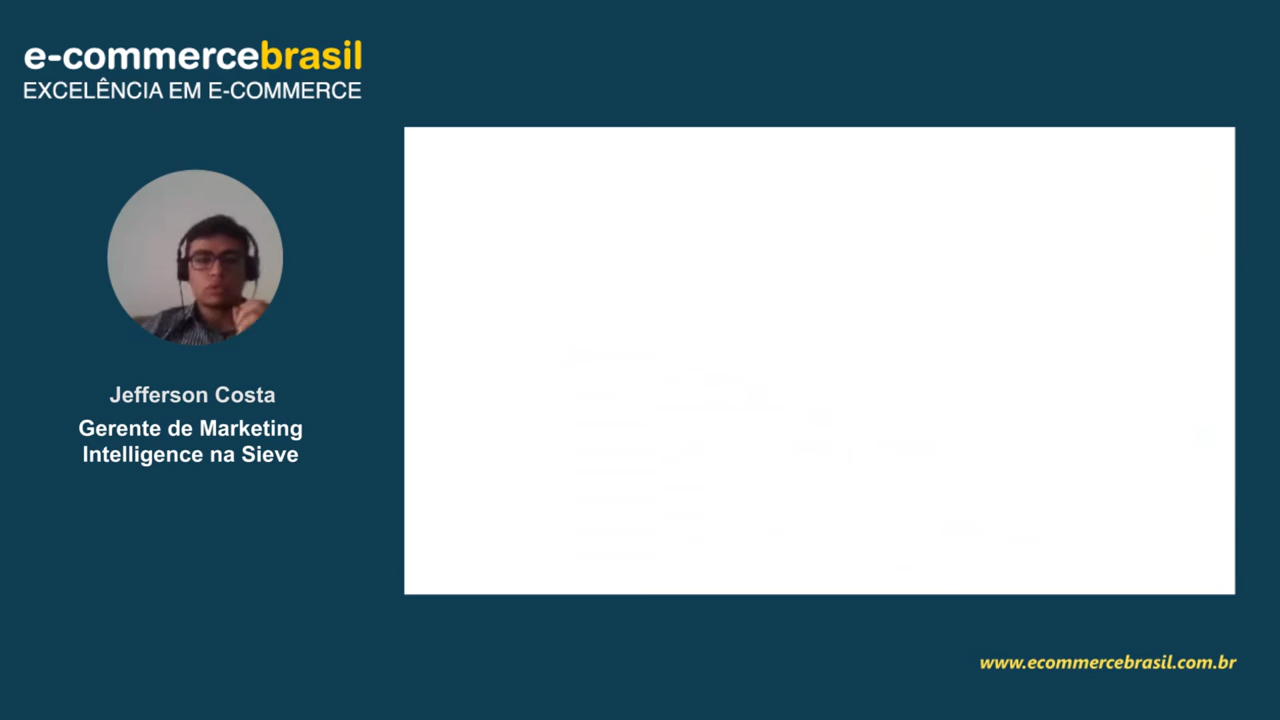 e-commercebrasil
EXCELÊNCIA EM E-COMMERCE
Jefferson Costa
Gerente de Marketing
Intelligence na Sieve
www.ecommercebrasil.com.br